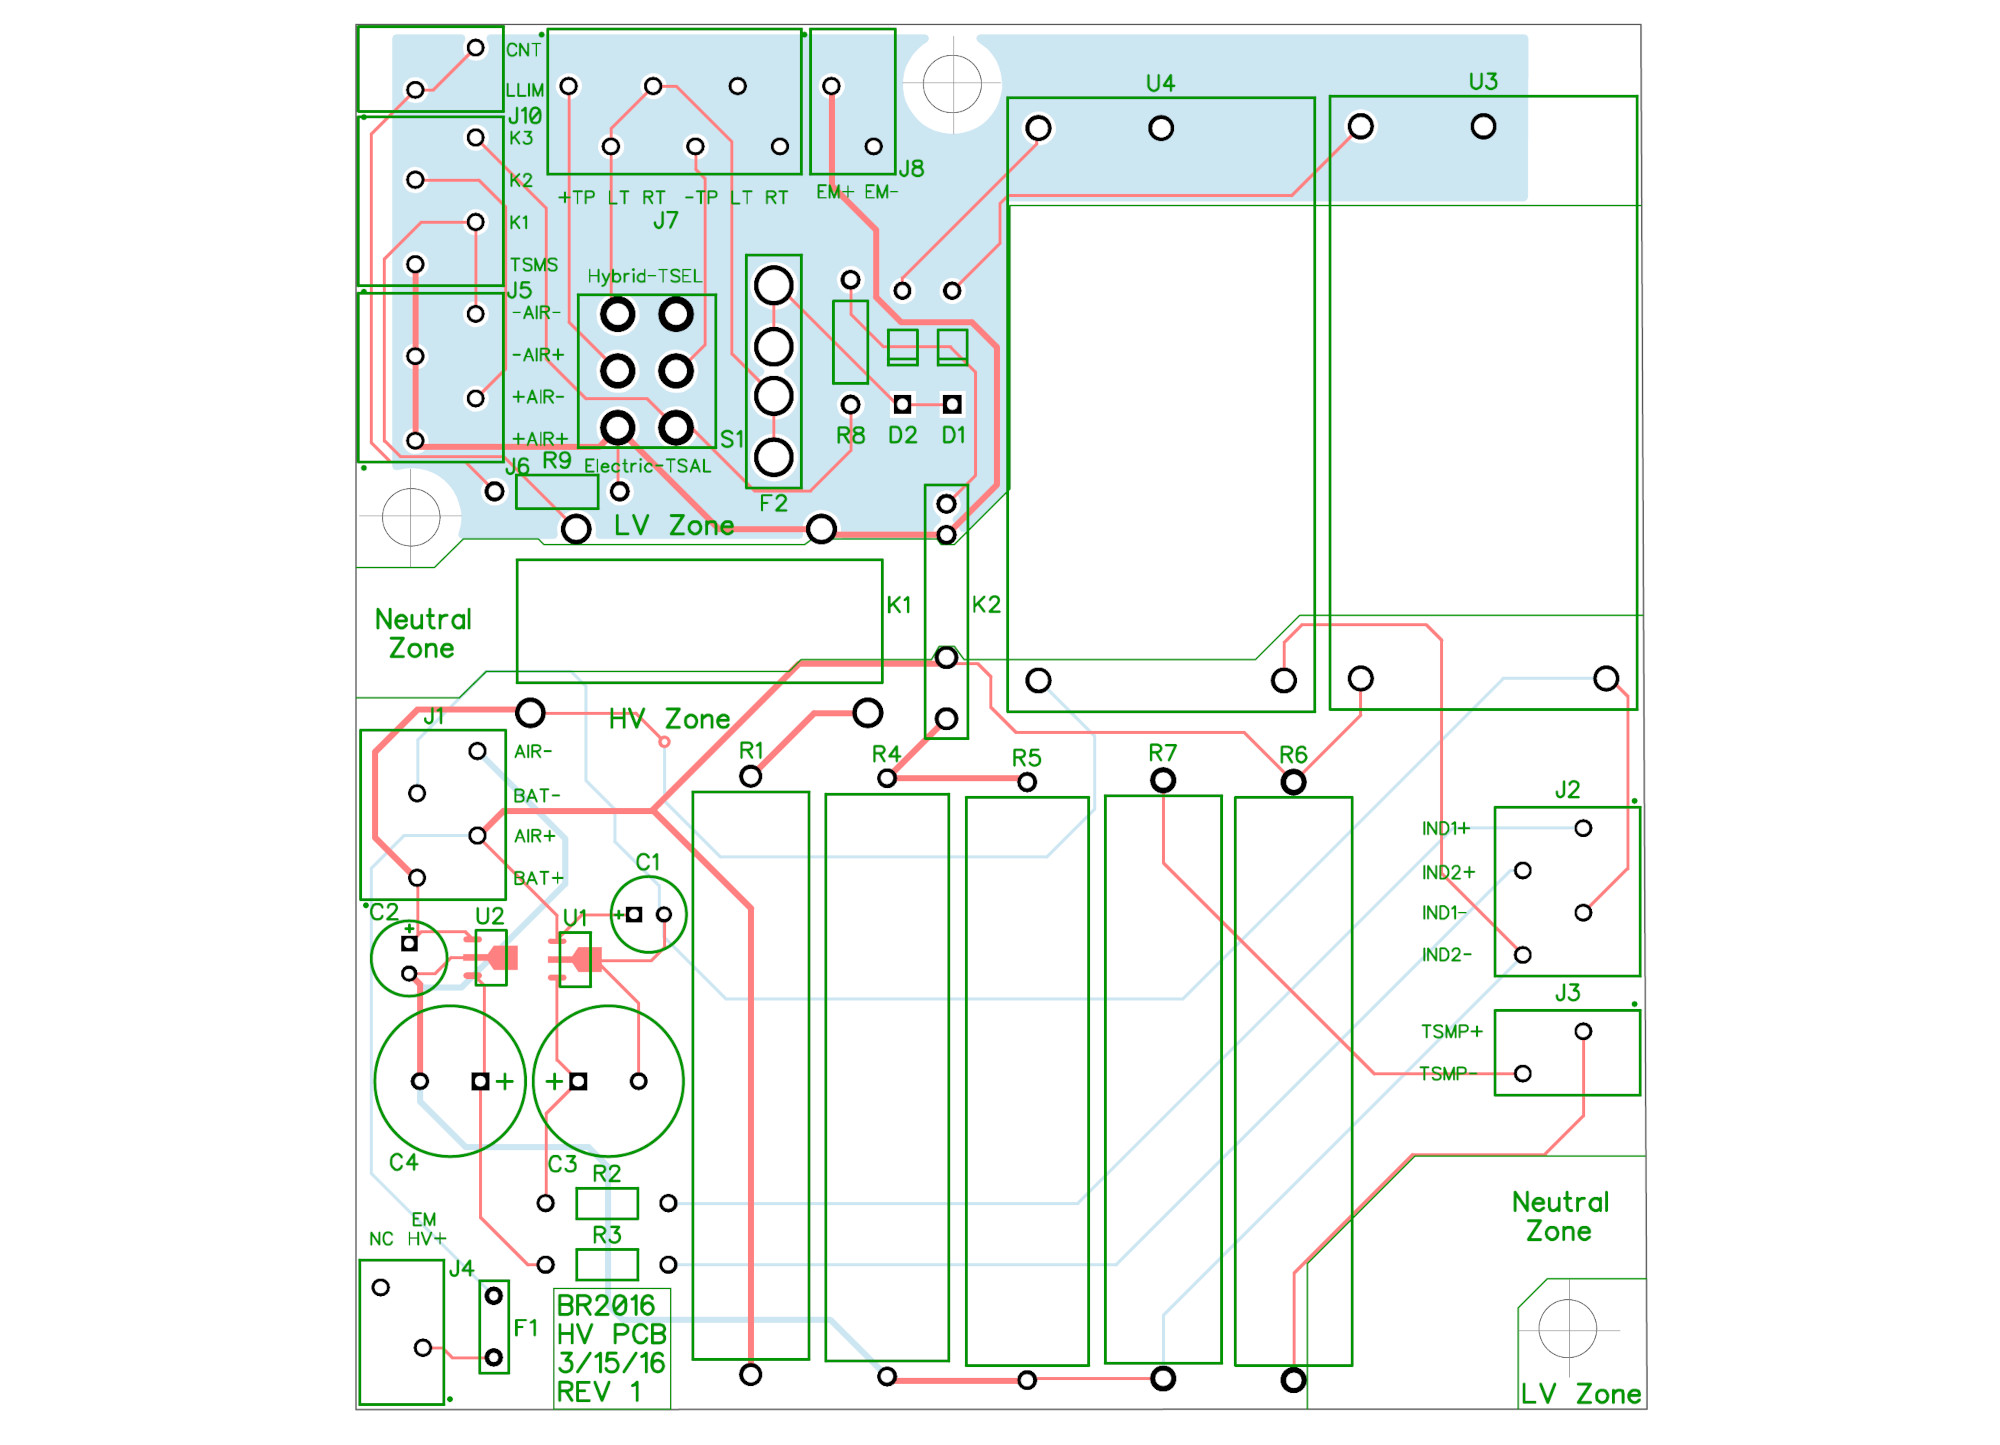 CNT
LLIM
J10
K3
K2
K1
TSMS
J5
-AIR-
-AIR+
+AIR-
+AIR+
J6
R9
+TP LT RT -TP LT RT
J7
EM+ EM-
J8
U4
U3
Hybrid-TSEL
S1
Electric-TSAL
F2
R8
D2
D1
LV Zone
Neutral
Zone
K1
K2
HV Zone
J1
AIR-
BAT-
AIR+
BAT+
R1
R4
R5
R7
R6
J2
IND1+
IND2+
IND1-
IND2-
J3
TSMP+
TSMP-
C1
+
C2
+
U2
U1
+
+
C4
C3
R2
R3
EM
NC HV+
J4
F1
BR2016
HV PCB
3/15/16
REV 1
Neutral
Zone
LV Zone